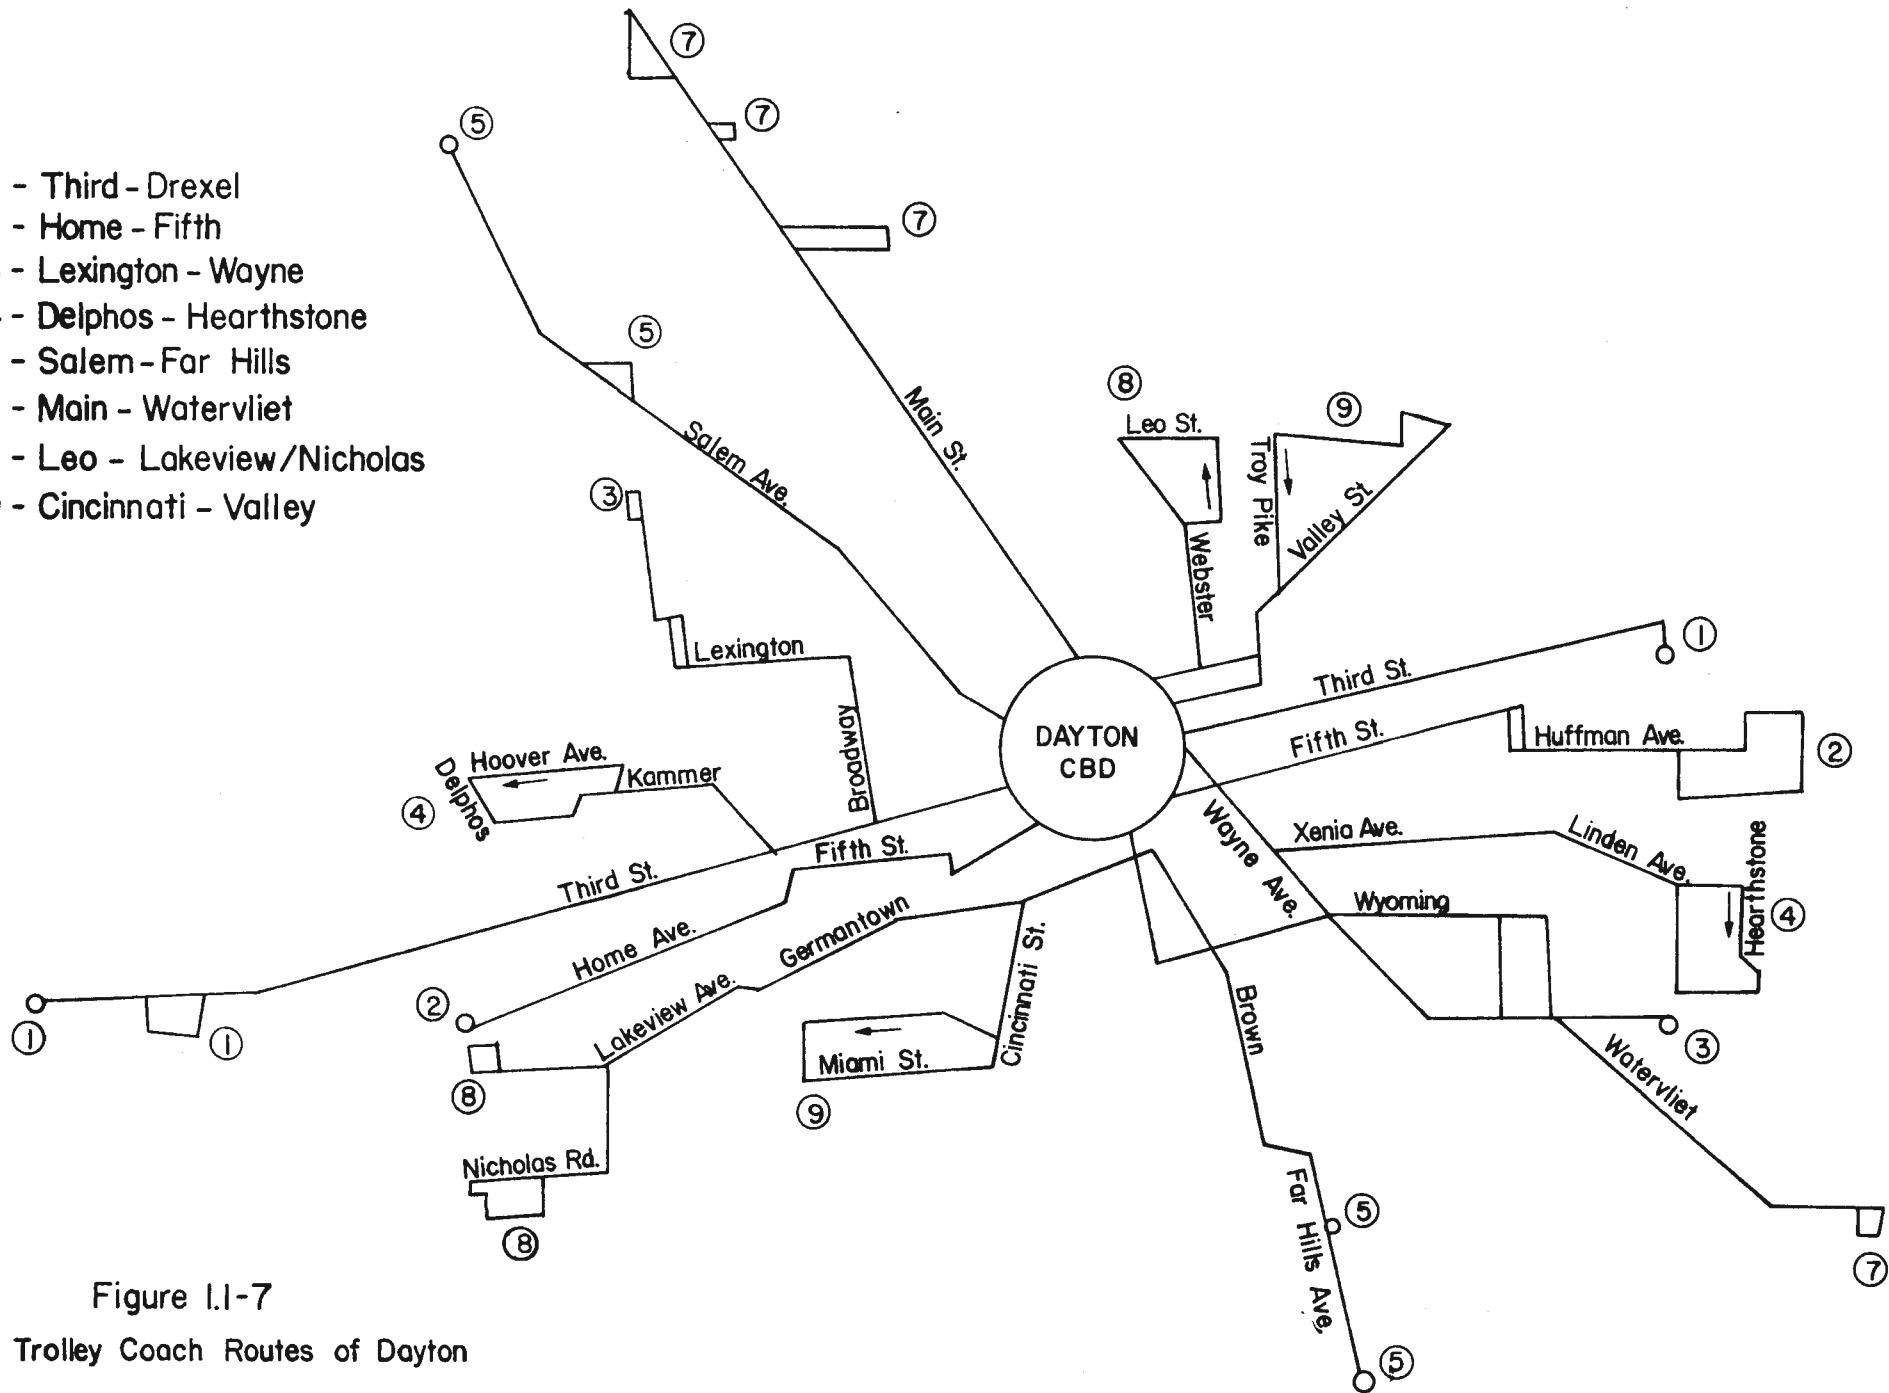 - Third - Drexel
- Home - Fifth
- Lexington - Wayne
- Delphos - Hearthstone
- Salem - Far Hills
- Main - Watervliet
- Leo - Lakeview/Nicholas
- Cincinnati - Valley
7
7
7
5
5
Main St.
Salem Ave.
3
8
Leo St.
Webster
9
Troy Pike
Valley St.
Lexington
Broadway
1
Third St.
Fifth St.
Huffman Ave.
2
DAYTON
CBD
Hoover Ave.
Kammer
Delphos
4
Third St.
Fifth St.
Wayne Ave.
Xenia Ave.
Linden Ave.
Hearthstone
4
Wyoming
Home Ave.
Germantown
Lakeview Ave.
Cincinnati St.
Miami St.
9
1
1
2
8
Nicholas Rd.
8
Brown
3
Watervliet
7
Far Hills Ave.
5
5
Figure 1.1-7
Trolley Coach Routes of Dayton